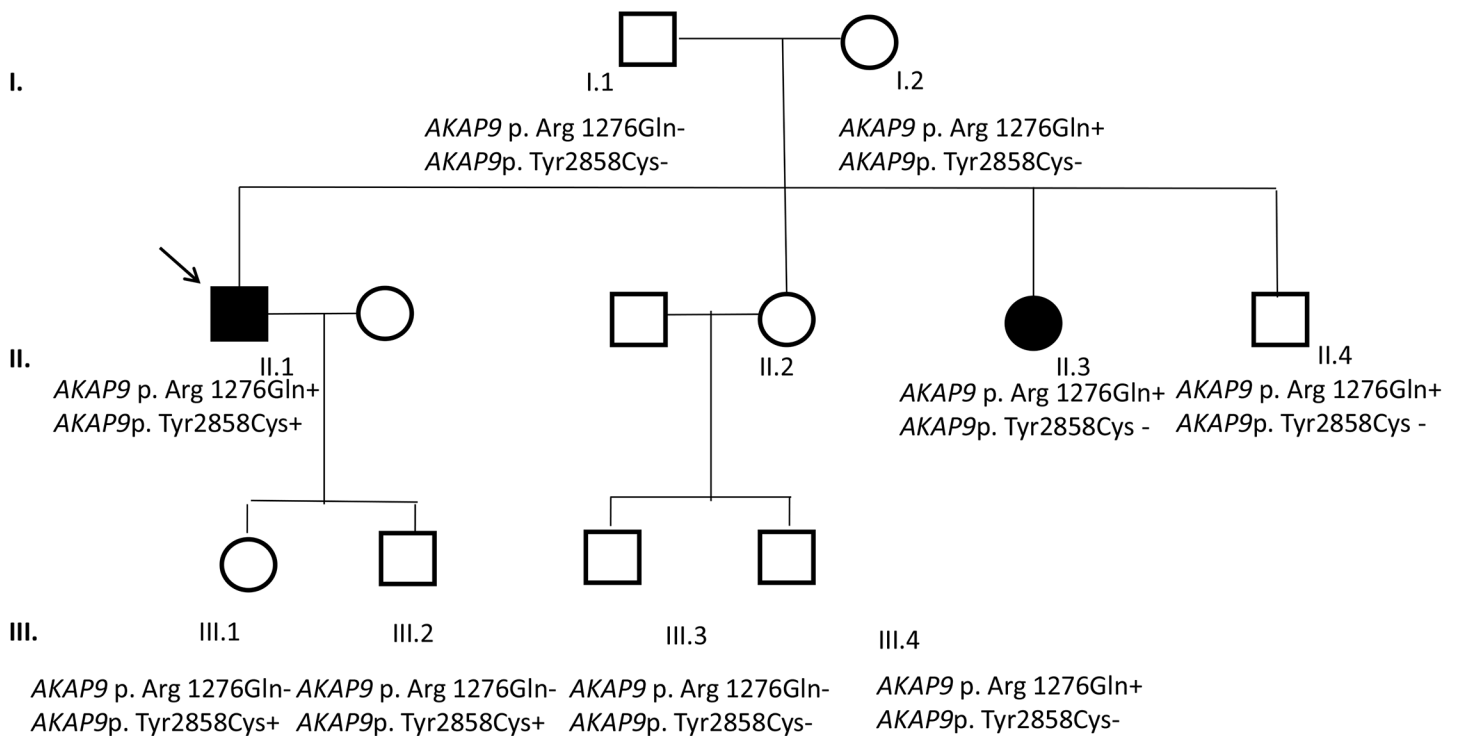 I.
I.1
I.2
AKAP9 p. Arg 1276Gln-
AKAP9p. Tyr2858Cys-
AKAP9 p. Arg 1276Gln+
AKAP9p. Tyr2858Cys-
II.
II.1
II.2
II.3
II.4
AKAP9 p. Arg 1276Gln+
AKAP9p. Tyr2858Cys+
AKAP9 p. Arg 1276Gln+
AKAP9p. Tyr2858Cys -
AKAP9 p. Arg 1276Gln+
AKAP9p. Tyr2858Cys -
III.
III.1
III.2
III.3
III.4
AKAP9 p. Arg 1276Gln-
AKAP9p. Tyr2858Cys+
AKAP9 p. Arg 1276Gln-
AKAP9p. Tyr2858Cys+
AKAP9 p. Arg 1276Gln-
AKAP9p. Tyr2858Cys-
AKAP9 p. Arg 1276Gln+
AKAP9p. Tyr2858Cys-